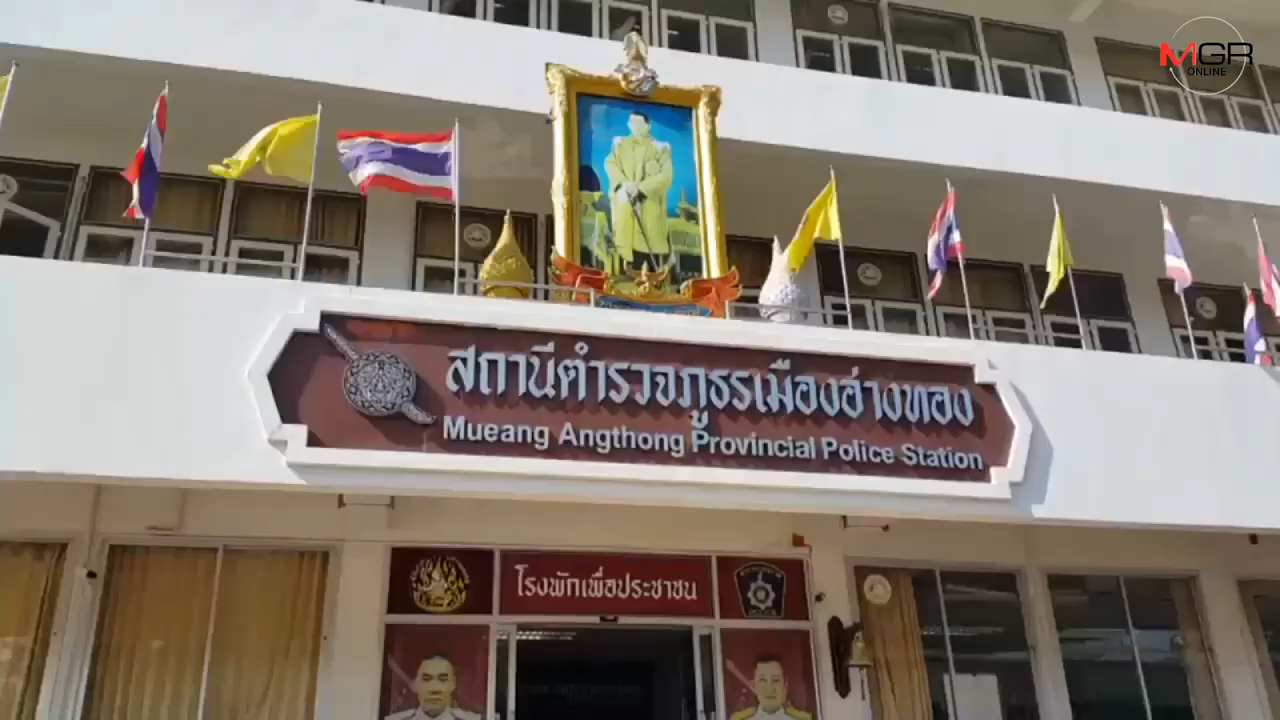 MGR
ONLINE
สถานีตำรวจภูธรเมืองอ่างทอง
Mueang Angthong Provincial Police Station
โรงพักเพื่อประชาชน